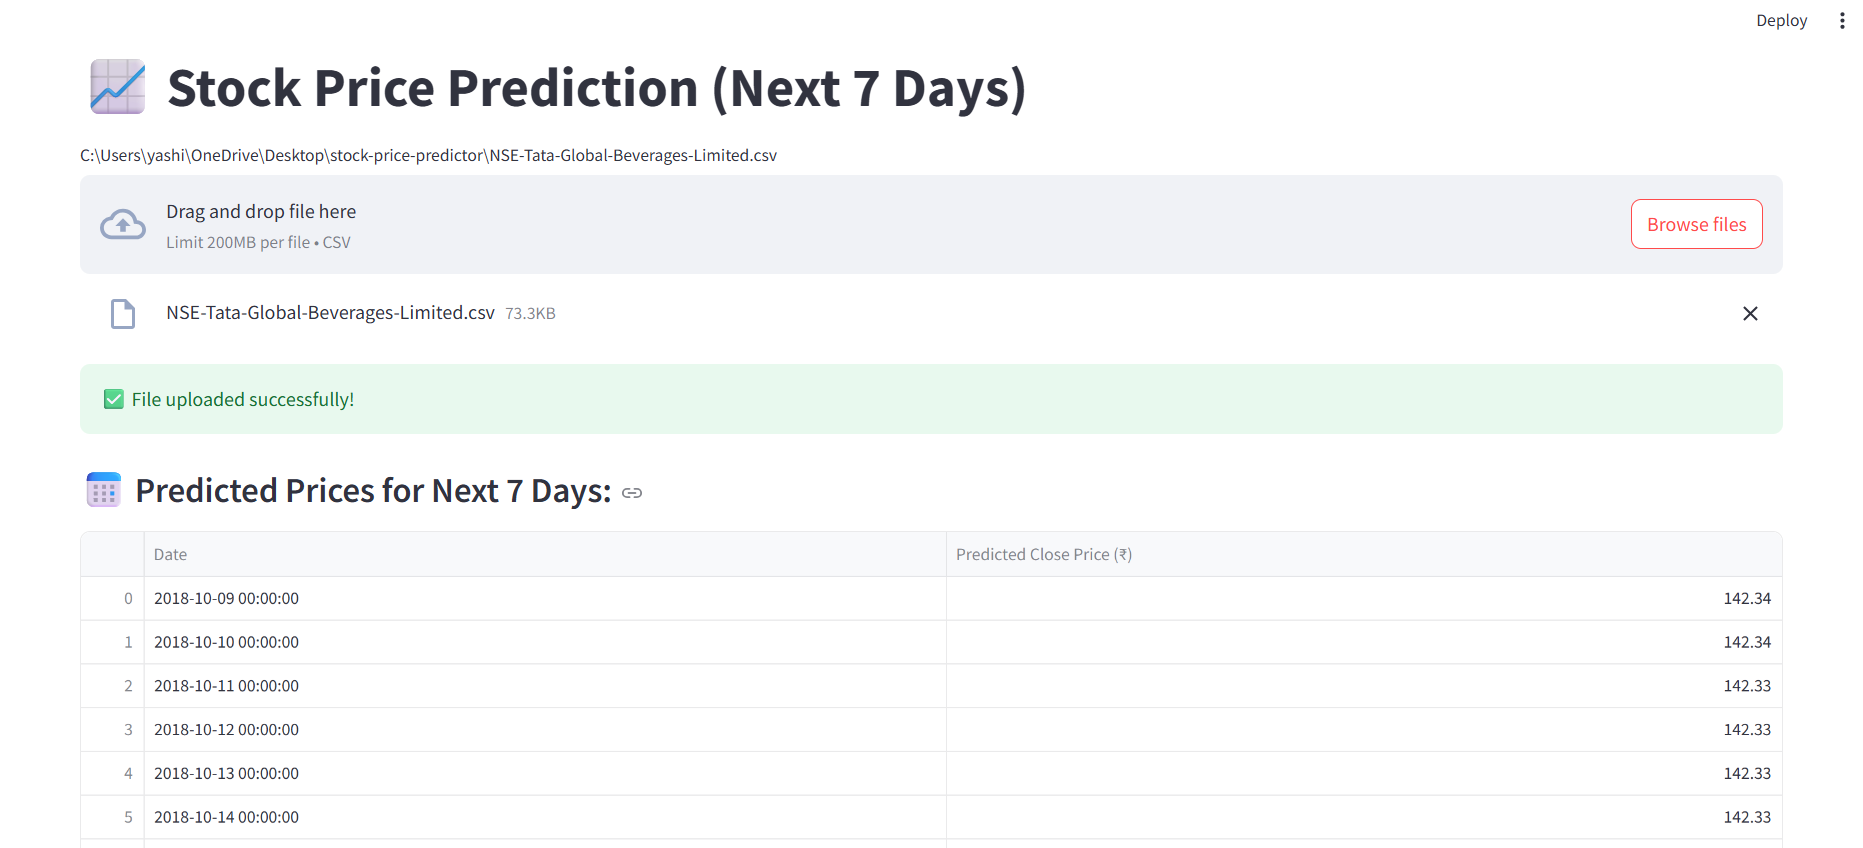 Deploy
Stock Price Prediction (Next 7 Days)
C:\Users\yashi\OneDrive\Desktop\stock-price-predictor\NSE-Tata-Global-Beverages-Limited.csv
Drag and drop file here
Limit 200MB per file • CSV
Browse files
NSE-Tata-Global-Beverages-Limited.csv 73.3KB
File uploaded successfully!
Predicted Prices for Next 7 Days:
Date Predicted Close Price (₹)
0 2018-10-09 00:00:00 142.34
1 2018-10-10 00:00:00 142.34
2 2018-10-11 00:00:00 142.33
3 2018-10-12 00:00:00 142.33
4 2018-10-13 00:00:00 142.33
5 2018-10-14 00:00:00 142.33